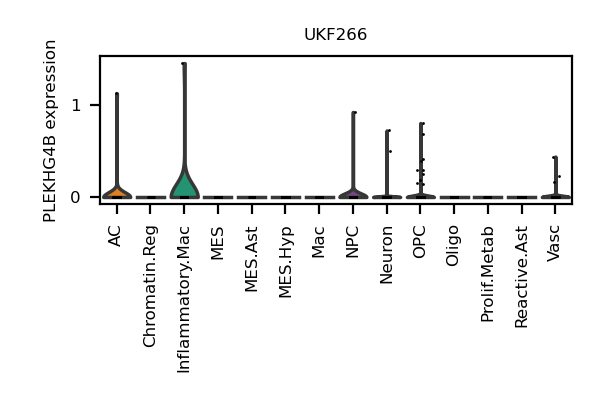 UKF266
PLEKHG4B expression
1
0
AC
Chromatin.Reg
Inflammatory.Mac
MES
MES.Ast
MES.Hyp
Mac
NPC
Neuron
OPC
Oligo
Prolif.Metab
Reactive.Ast
Vasc